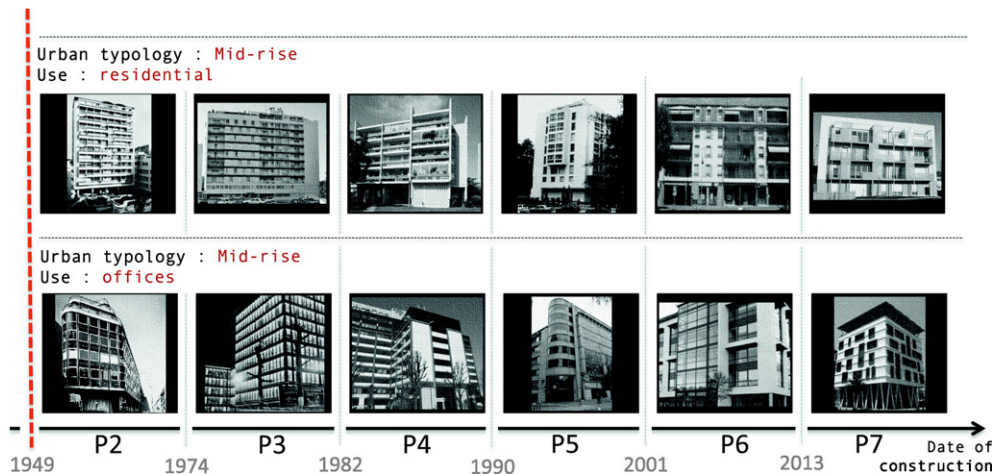 Urban typology : Mid-rise
Use : residential
Urban typology : Mid-rise
Use : offices
P2 P3 P4 P5 P6 P7 Date of
1949 1974 1982 1990 2001 2013 construction